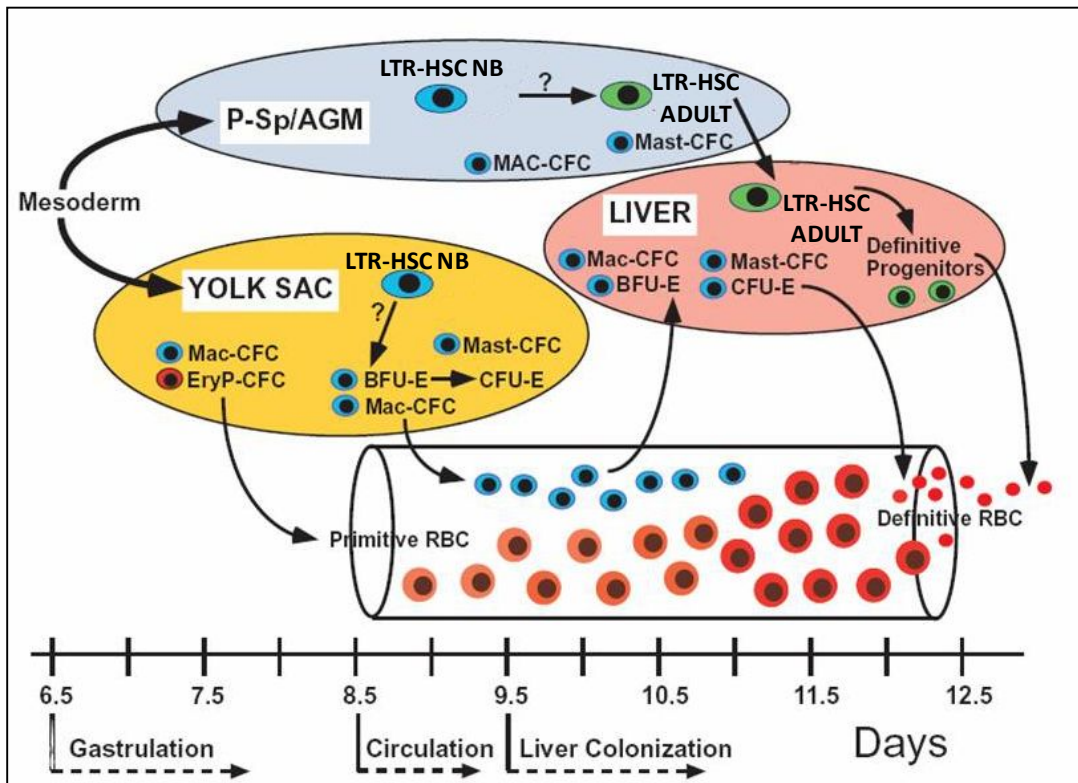 LTR-HSC NB
?
LTR-HSC
ADULT
P-Sp/AGM
Mast-CFC
MAC-CFC
Mesoderm
LIVER
LTR-HSC
ADULT
Definitive
Progenitors
Mac-CFC
Mast-CFC
BFU-E
CFU-E
LTR-HSC NB
YOLK SAC
?
Mast-CFC
Mac-CFC
EryP-CFC
BFU-E
CFU-E
Mac-CFC
Primitive RBC
Definitive RBC
6.5
7.5
8.5
9.5
10.5
11.5
12.5
Gastrulation
Circulation
Liver Colonization
Days